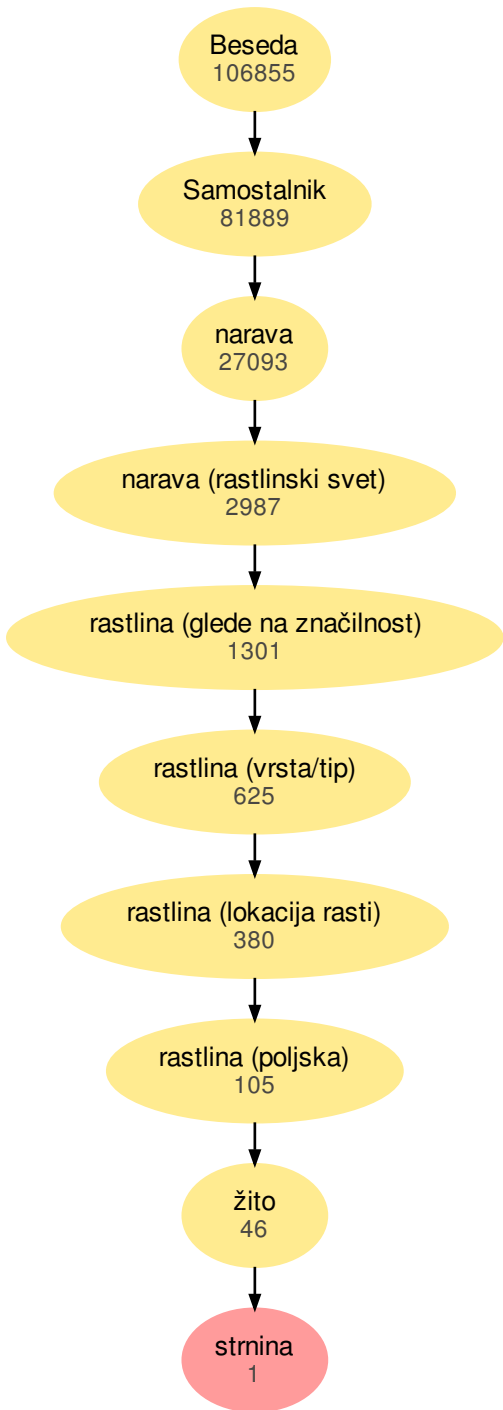 Beseda
106855
Samostalnik
81889
narava
27093
narava (rastlinski svet)
2987
rastlina (glede na značilnost)
1301
rastlina (vrsta/tip)
625
rastlina (lokacija rasti)
380
rastlina (poljska)
105
žito
46
strnina
1